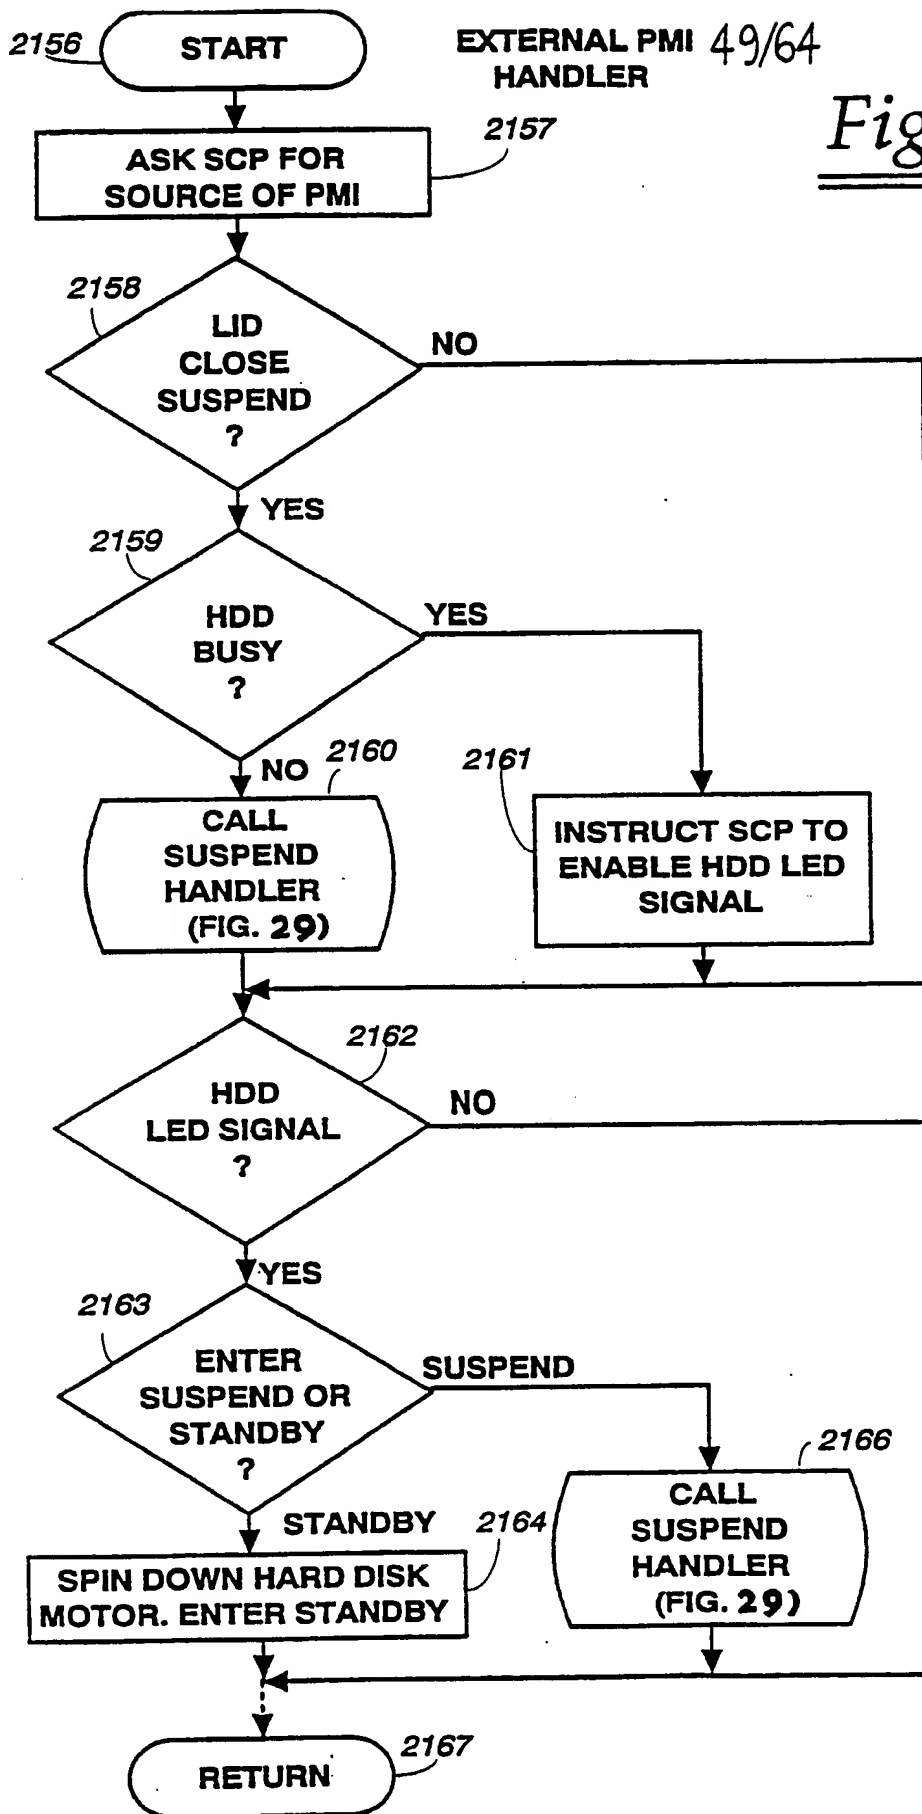 2156
START
EXTERNAL PMI
HANDLER
49/64
Fig
2157
ASK SCP FOR
SOURCE OF PMI
2158
LID
CLOSE
SUSPEND
?
NO
YES
2159
HDD
BUSY
?
YES
NO
2160
CALL
SUSPEND
HANDLER
(FIG. 29)
2161
INSTRUCT SCP TO
ENABLE HDD LED
SIGNAL
2162
HDD
LED SIGNAL
?
NO
YES
2163
ENTER
SUSPEND OR
STANDBY
?
SUSPEND
STANDBY
2164
SPIN DOWN HARD DISK
MOTOR. ENTER STANDBY
2166
CALL
SUSPEND
HANDLER
(FIG. 29)
RETURN
2167